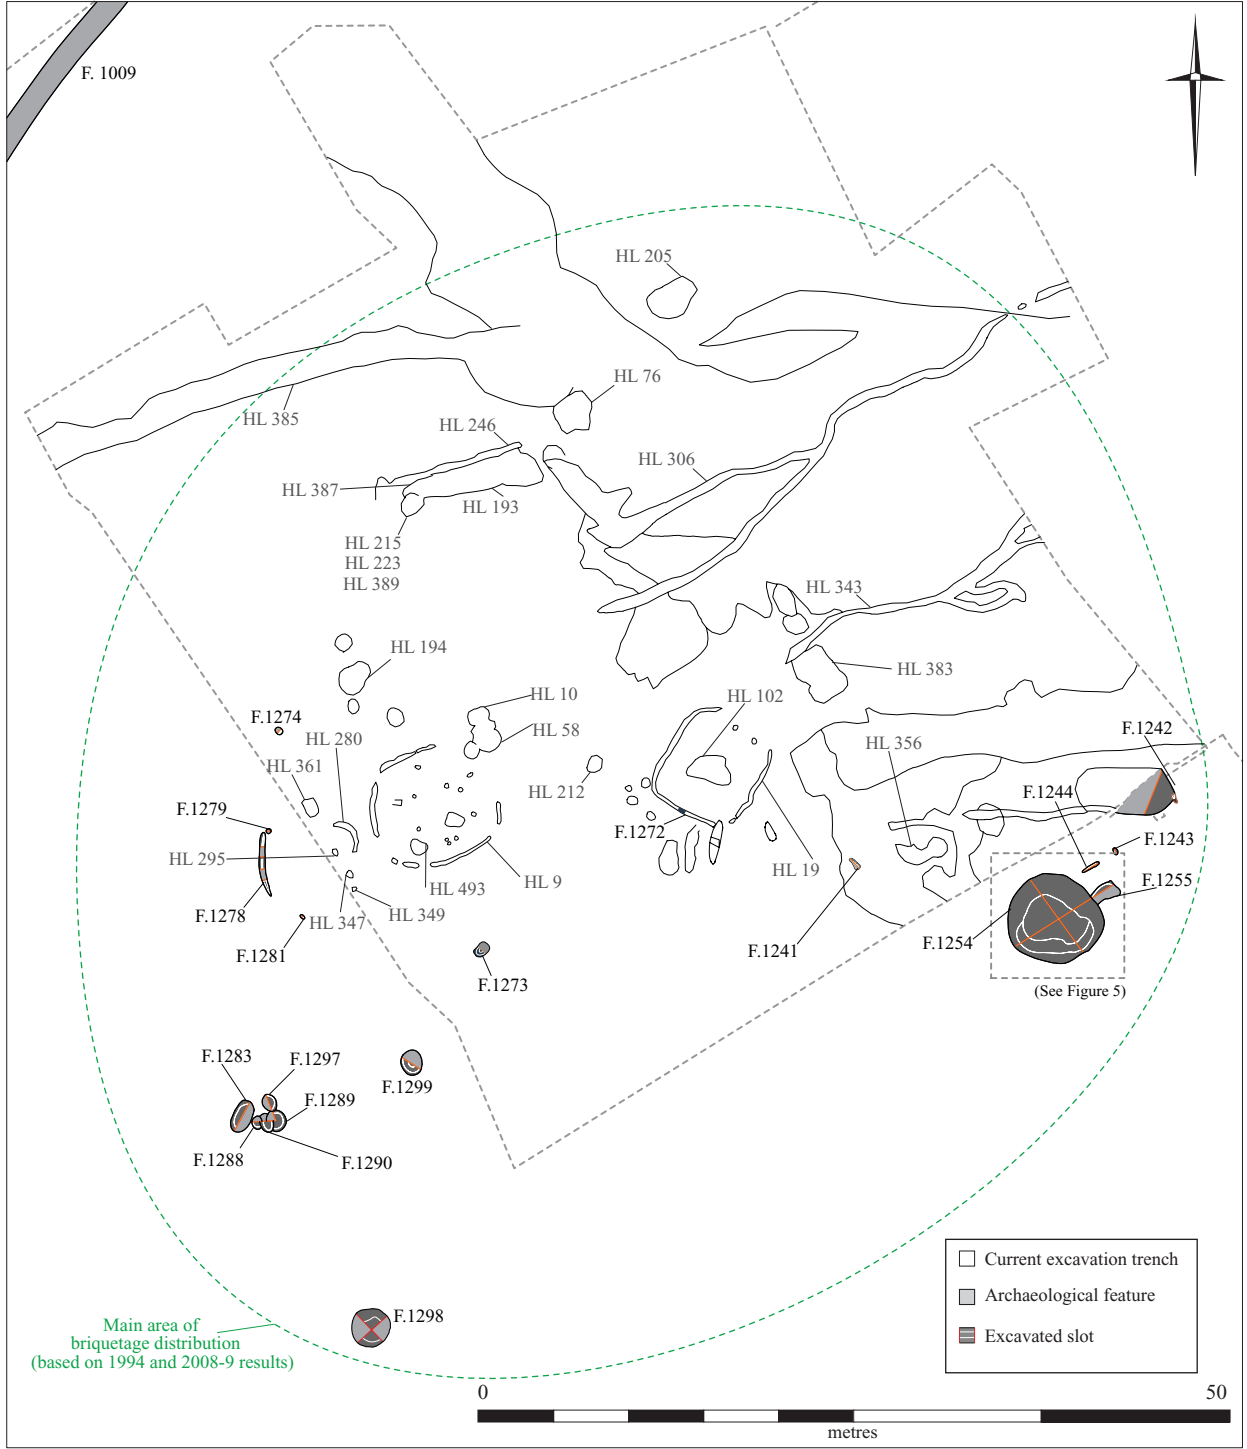 F. 1009
HL 205
HL 76
HL 385
HL 246
HL 306
HL 387
HL 193
HL 215
HL 223
HL 389
HL 343
HL 194
HL 383
HL 10
HL 102
F.1274
HL 58
F.1242
HL 280
HL 356
HL 361
HL 212
F.1244
F.1279
F.1272
F.1243
HL 295
HL 19
F.1255
HL 493
HL 9
F.1278
HL 347
HL 349
F.1254
F.1281
F.1241
F.1273
(See Figure 5)
F.1283
F.1297
F.1299
F.1289
F.1288
F.1290
Current excavation trench
Archaeological feature
Excavated slot
F.1298
Main area of
briquetage distribution
(based on 1994 and 2008-9 results)
0
50
metres